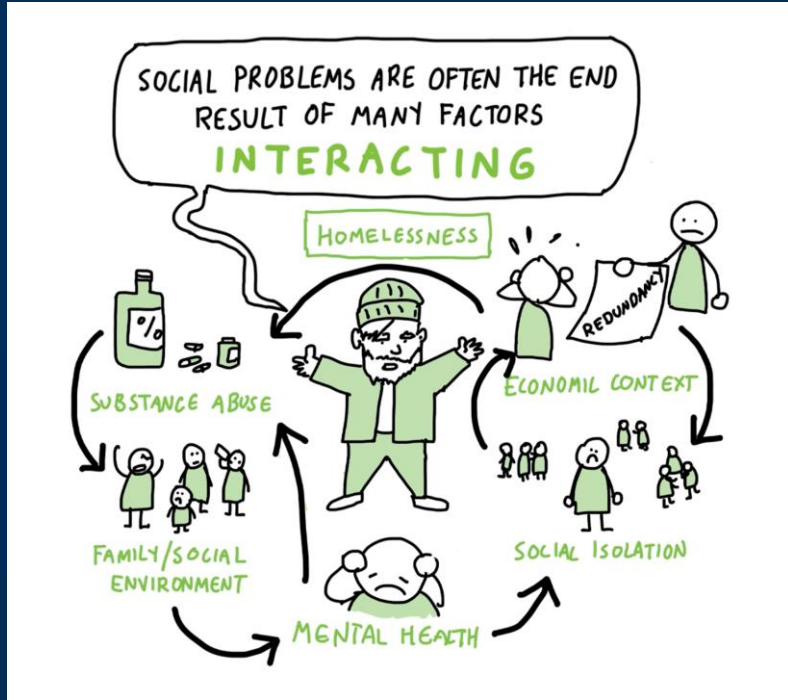 SOCIAL PROBLEMS ARE OFTEN THE END
RESULT OF MANY FACTORS
INTERACTING
HOMELESSNESS
%
REDUNDANCY
SUBSTANCE ABUSE
ECONOMIC CONTEXT
FAMILY/SOCIAL
ENVIRONMENT
SOCIAL ISOLATION
MENTAL HEALTH